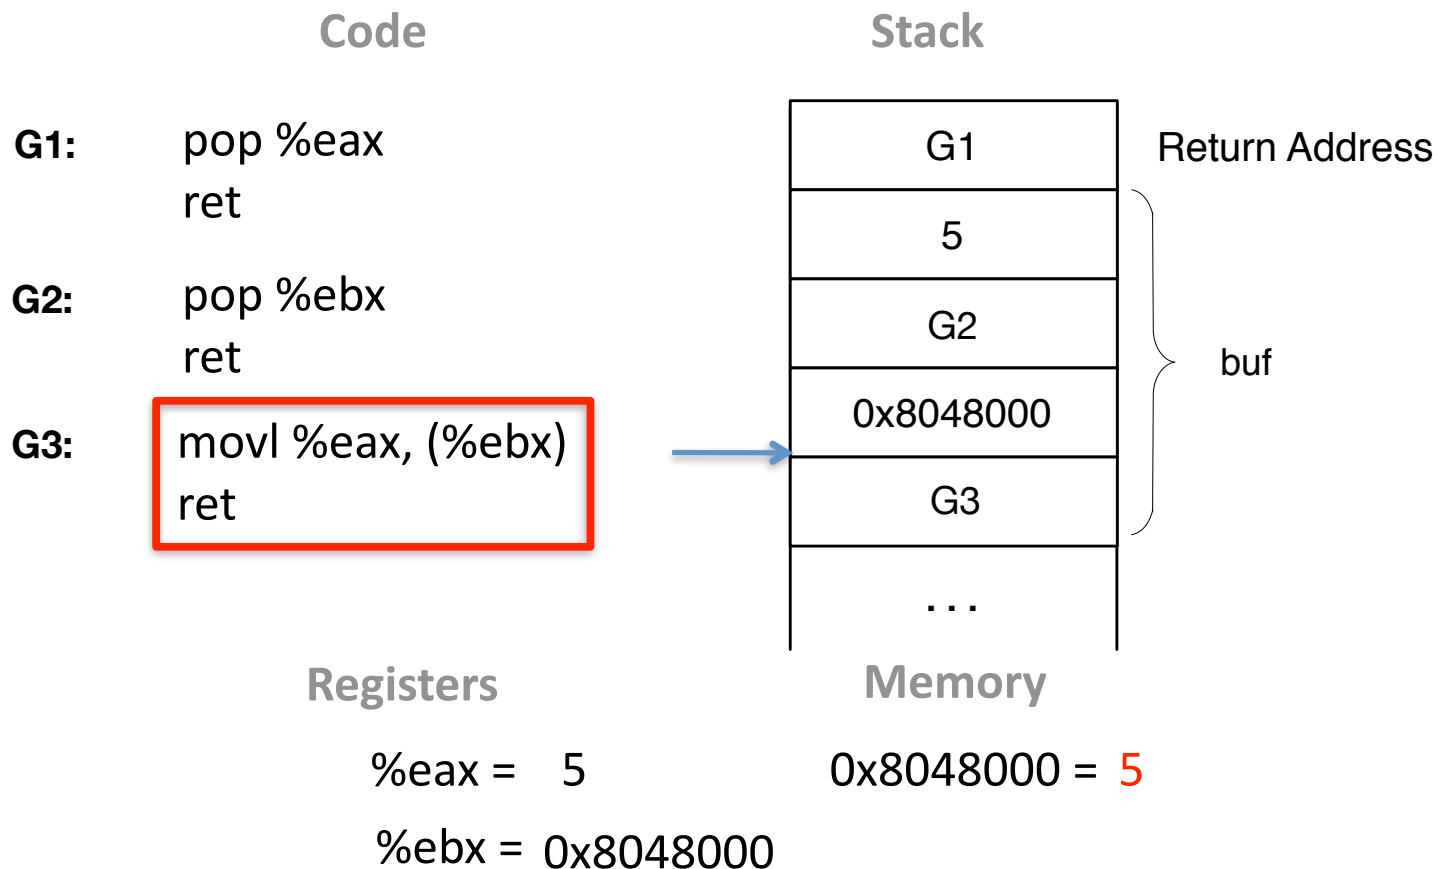 Code
G1: pop %eax
ret
G2: pop %ebx
ret
G3: movl %eax, (%ebx)
ret
Stack
G1 Return Address
5
G2
buf
0x8048000
G3
...
Registers
%eax = 5
%ebx = 0x8048000
Memory
0x8048000 = 5